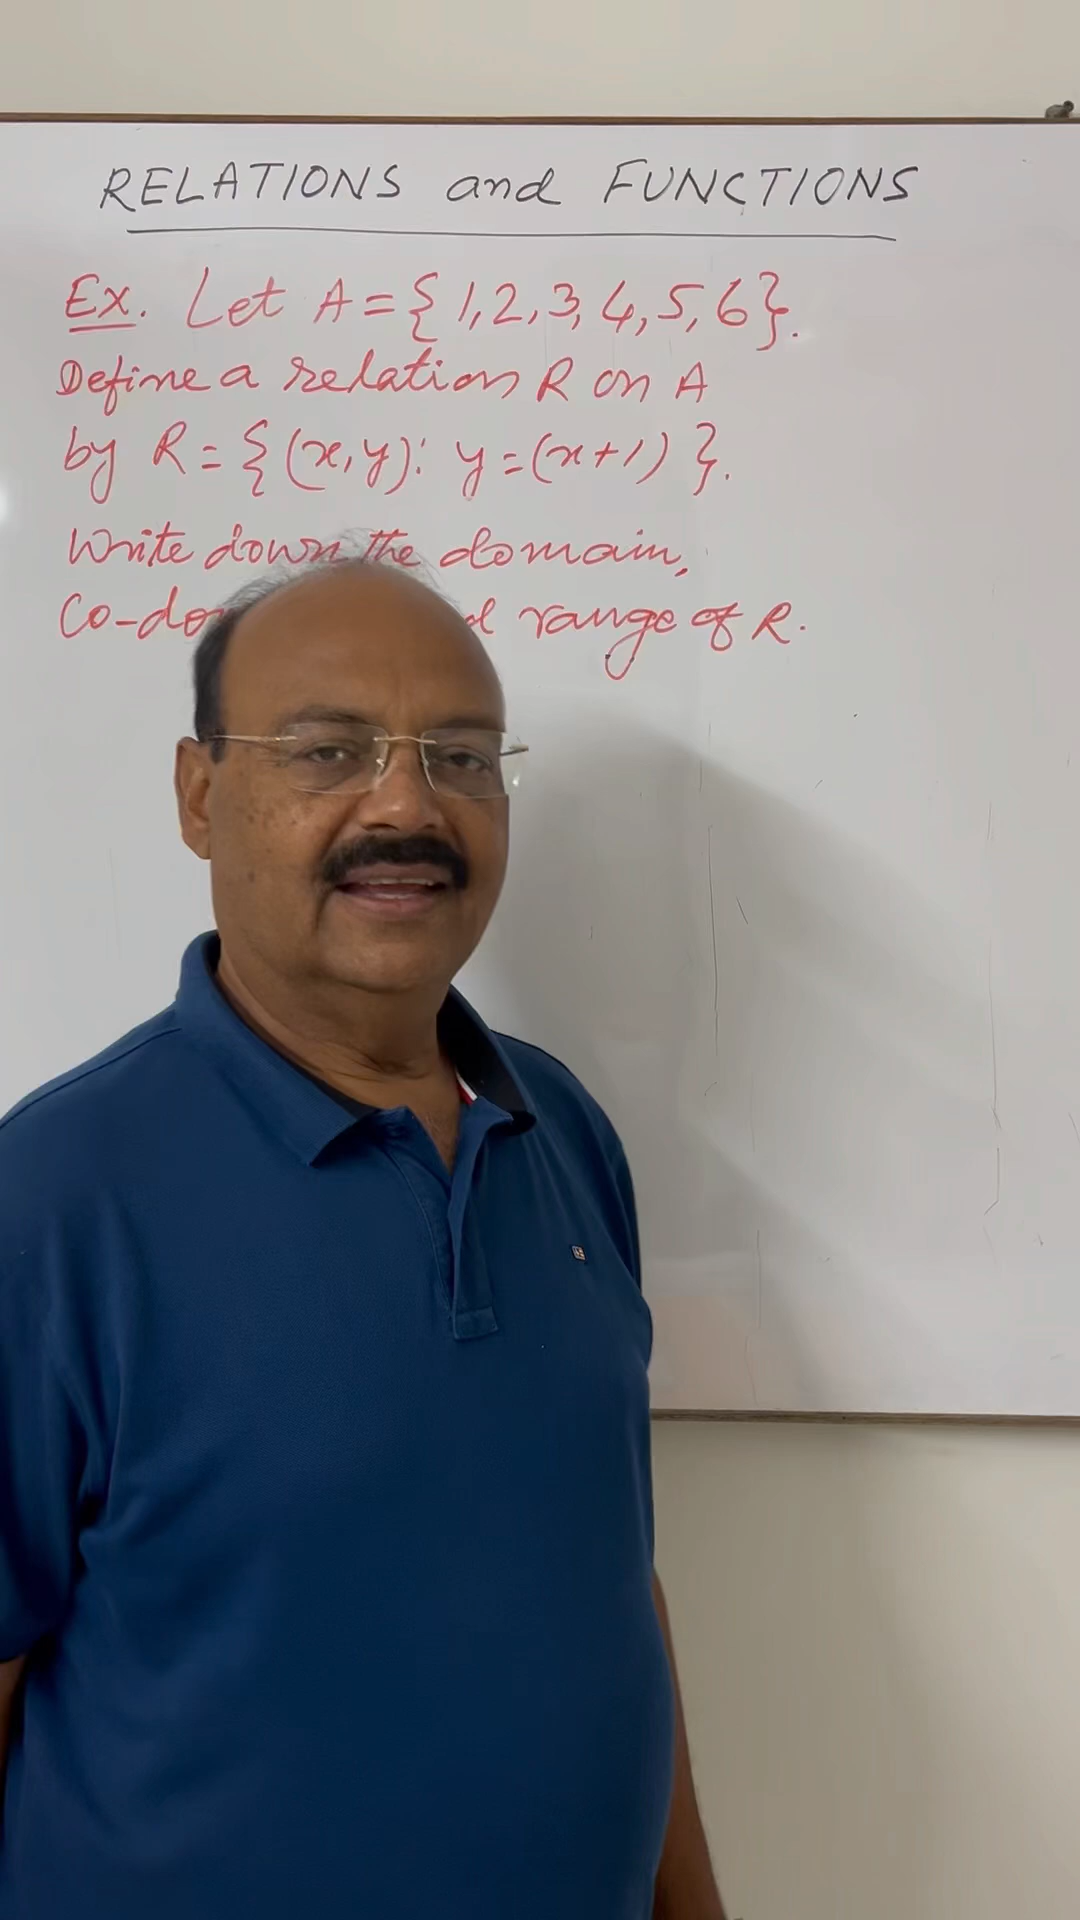 RELATIONS and FUNCTIONS
Ex. Let A = {1,2,3,4,5,6}.
Define a relation R on A
by R = {(x,y): y = (x+1)}.
Write down the domain,
range of R.